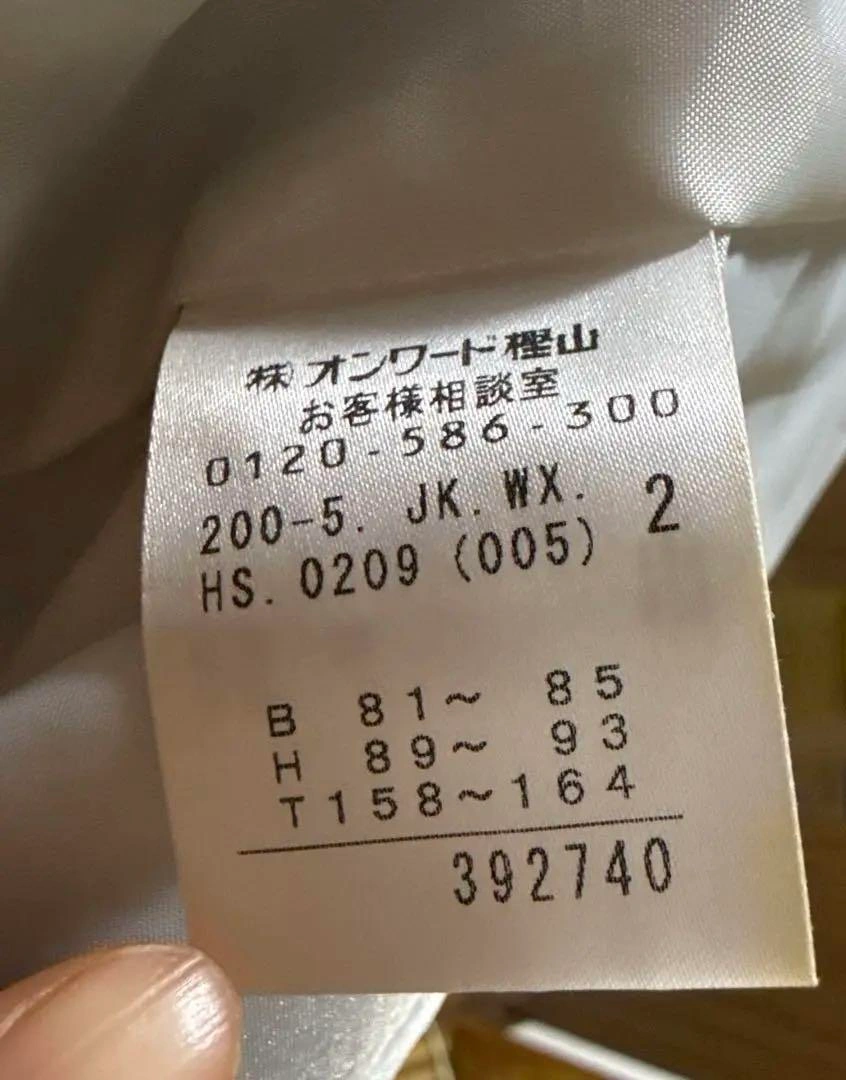 ㈱オンワード樫山
お客様相談室
0120-586-300
200-5. JK. WX. 2
HS. 0209 (005)
B 81～ 85
H 89～ 93
T158～164
392740